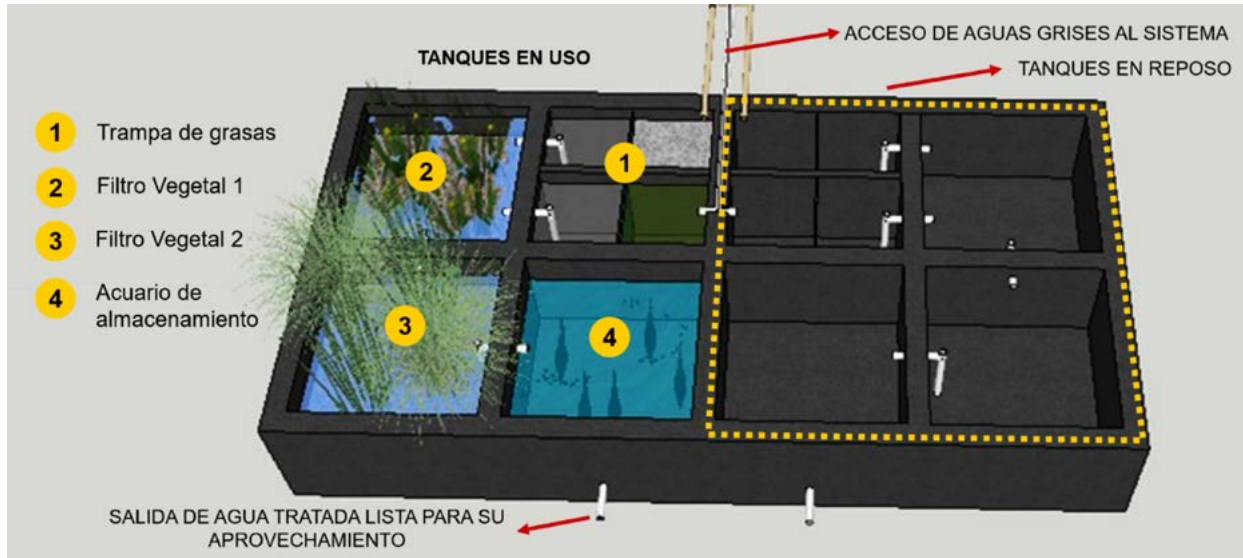 ACCESO DE AGUAS GRISES AL SISTEMA
TANQUES EN USO
TANQUES EN REPOSO
1 Trampa de grasas
2 Filtro Vegetal 1
3 Filtro Vegetal 2
4 Acuario de
almacenamiento
2
1
3
4
SALIDA DE AGUA TRATADA LISTA PARA SU
APROVECHAMIENTO